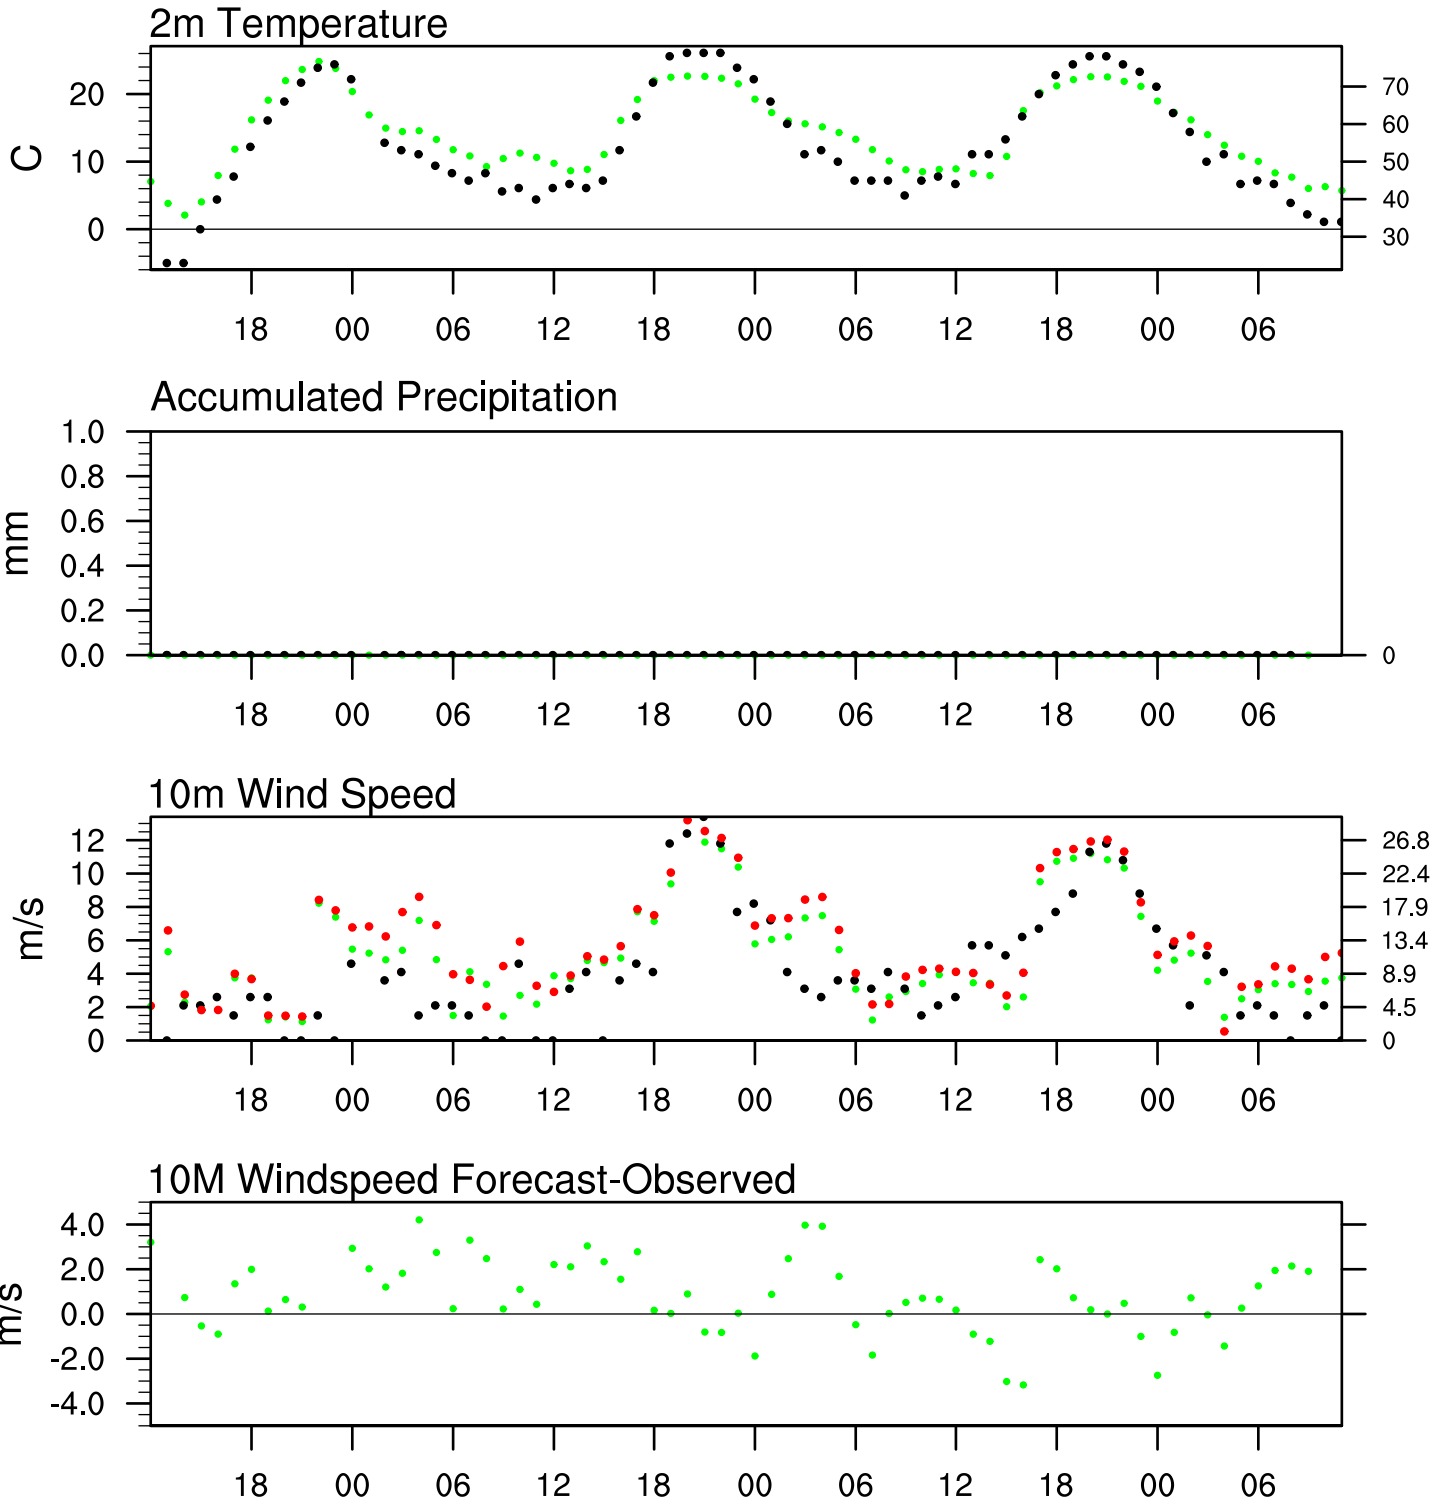 2m Temperature
20
10
0
C
70
60
50
40
30
18 00 06 12 18 00 06 12 18 00 06
Accumulated Precipitation
1.0
0.8
0.6
0.4
0.2
0.0
mm
0
18 00 06 12 18 00 06 12 18 00 06
10m Wind Speed
12
10
8
6
4
2
0
m/s
26.8
22.4
17.9
13.4
8.9
4.5
0
18 00 06 12 18 00 06 12 18 00 06
10M Windspeed Forecast-Observed
4.0
2.0
0.0
-2.0
-4.0
m/s
18 00 06 12 18 00 06 12 18 00 06